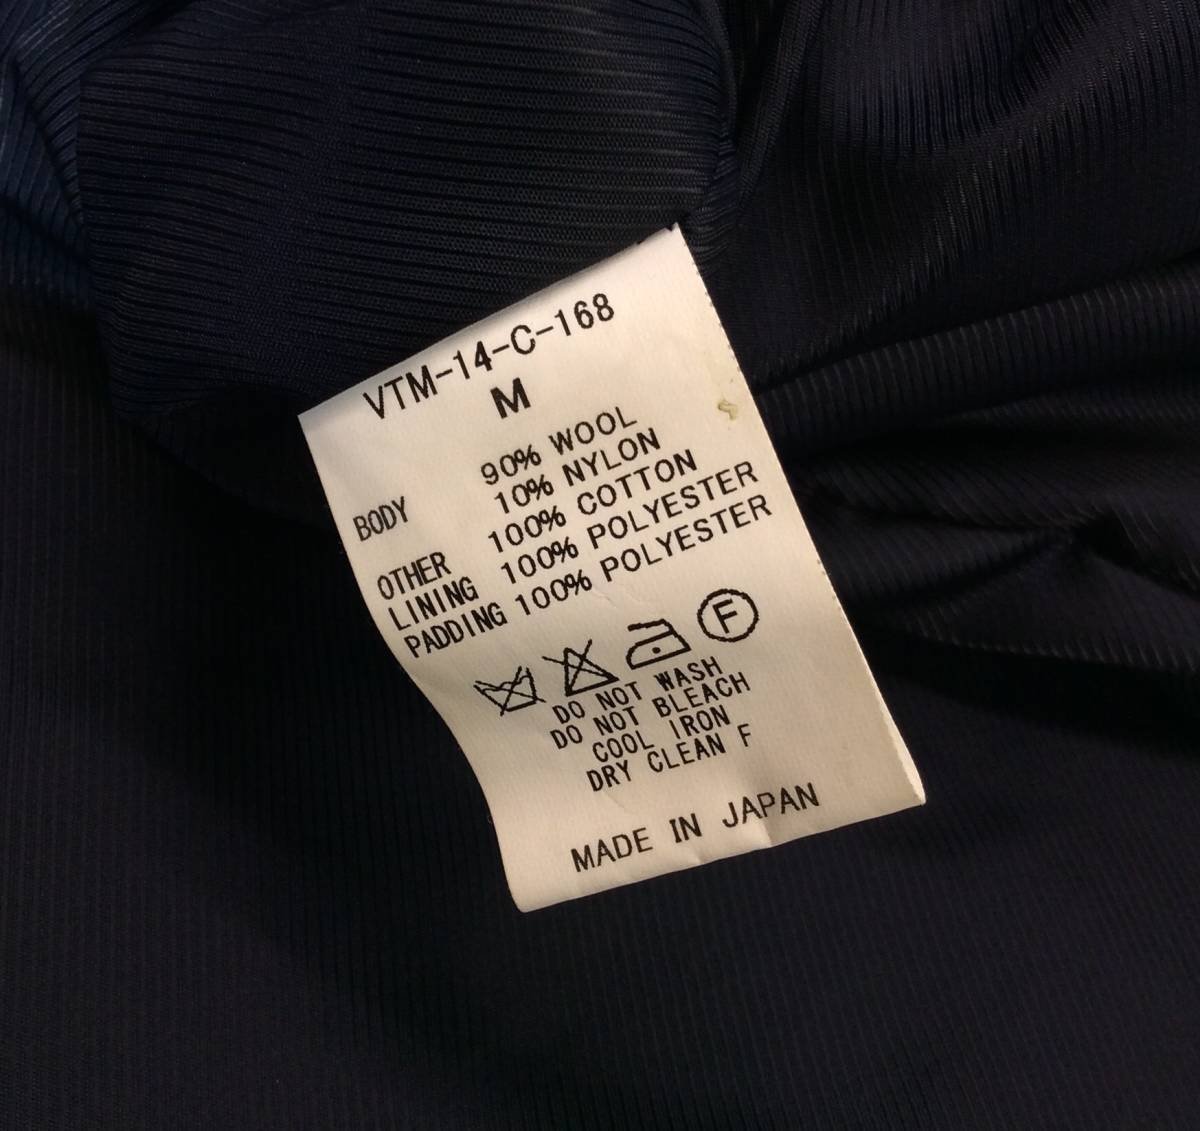 VTM-14-C-168
M
BODY 90% WOOL
10% NYLON
OTHER 100% COTTON
LINING 100% POLYESTER
PADDING 100% POLYESTER
F
DO NOT WASH
DO NOT BLEACH
COOL IRON
DRY CLEAN F
MADE IN JAPAN